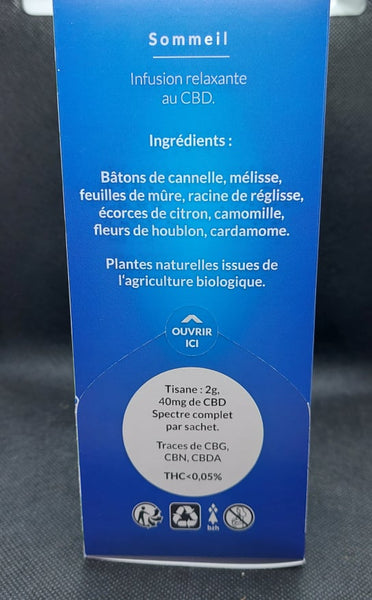 Sommeil
Infusion relaxante
au CBD.
Ingrédients :
Bâtons de cannelle, mélisse,
feuilles de mûre, racine de réglisse,
écorces de citron, camomille,
fleurs de houblon, cardamome.
Plantes naturelles issues de
l'agriculture biologique.
OUVRIR
ICI
Tisane : 2g,
40mg de CBD
Spectre complet
par sachet.
Traces de CBG,
CBN, CBDA
THC<0,05%
bzh